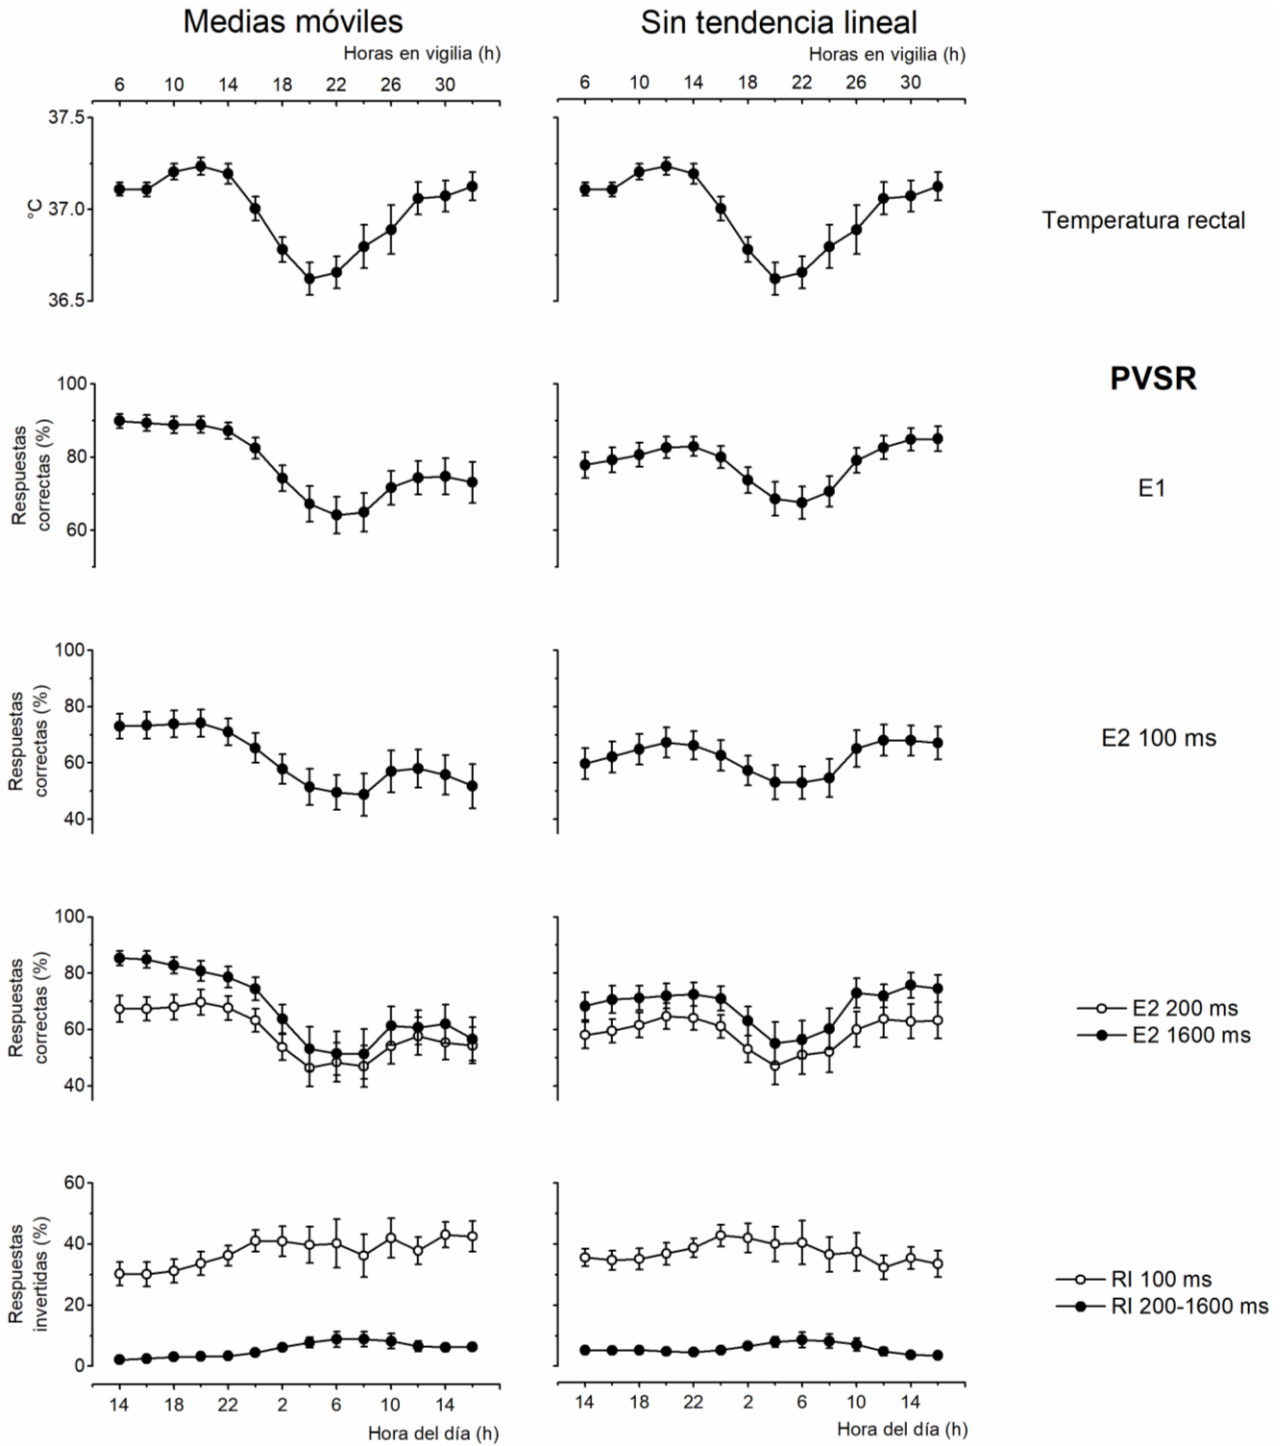 Medias móviles
Sin tendencia lineal
Horas en vigilia (h)
Horas en vigilia (h)
6 10 14 18 22 26 30
6 10 14 18 22 26 30
37.5
37.0
36.5
°C
Temperatura rectal
PVSR
100
80
60
Respuestas
correctas (%)
E1
100
80
60
40
Respuestas
correctas (%)
E2 100 ms
100
80
60
40
Respuestas
correctas (%)
E2 200 ms
E2 1600 ms
60
40
20
0
Respuestas
invertidas (%)
RI 100 ms
RI 200-1600 ms
14 18 22 2 6 10 14
14 18 22 2 6 10 14
Hora del día (h)
Hora del día (h)